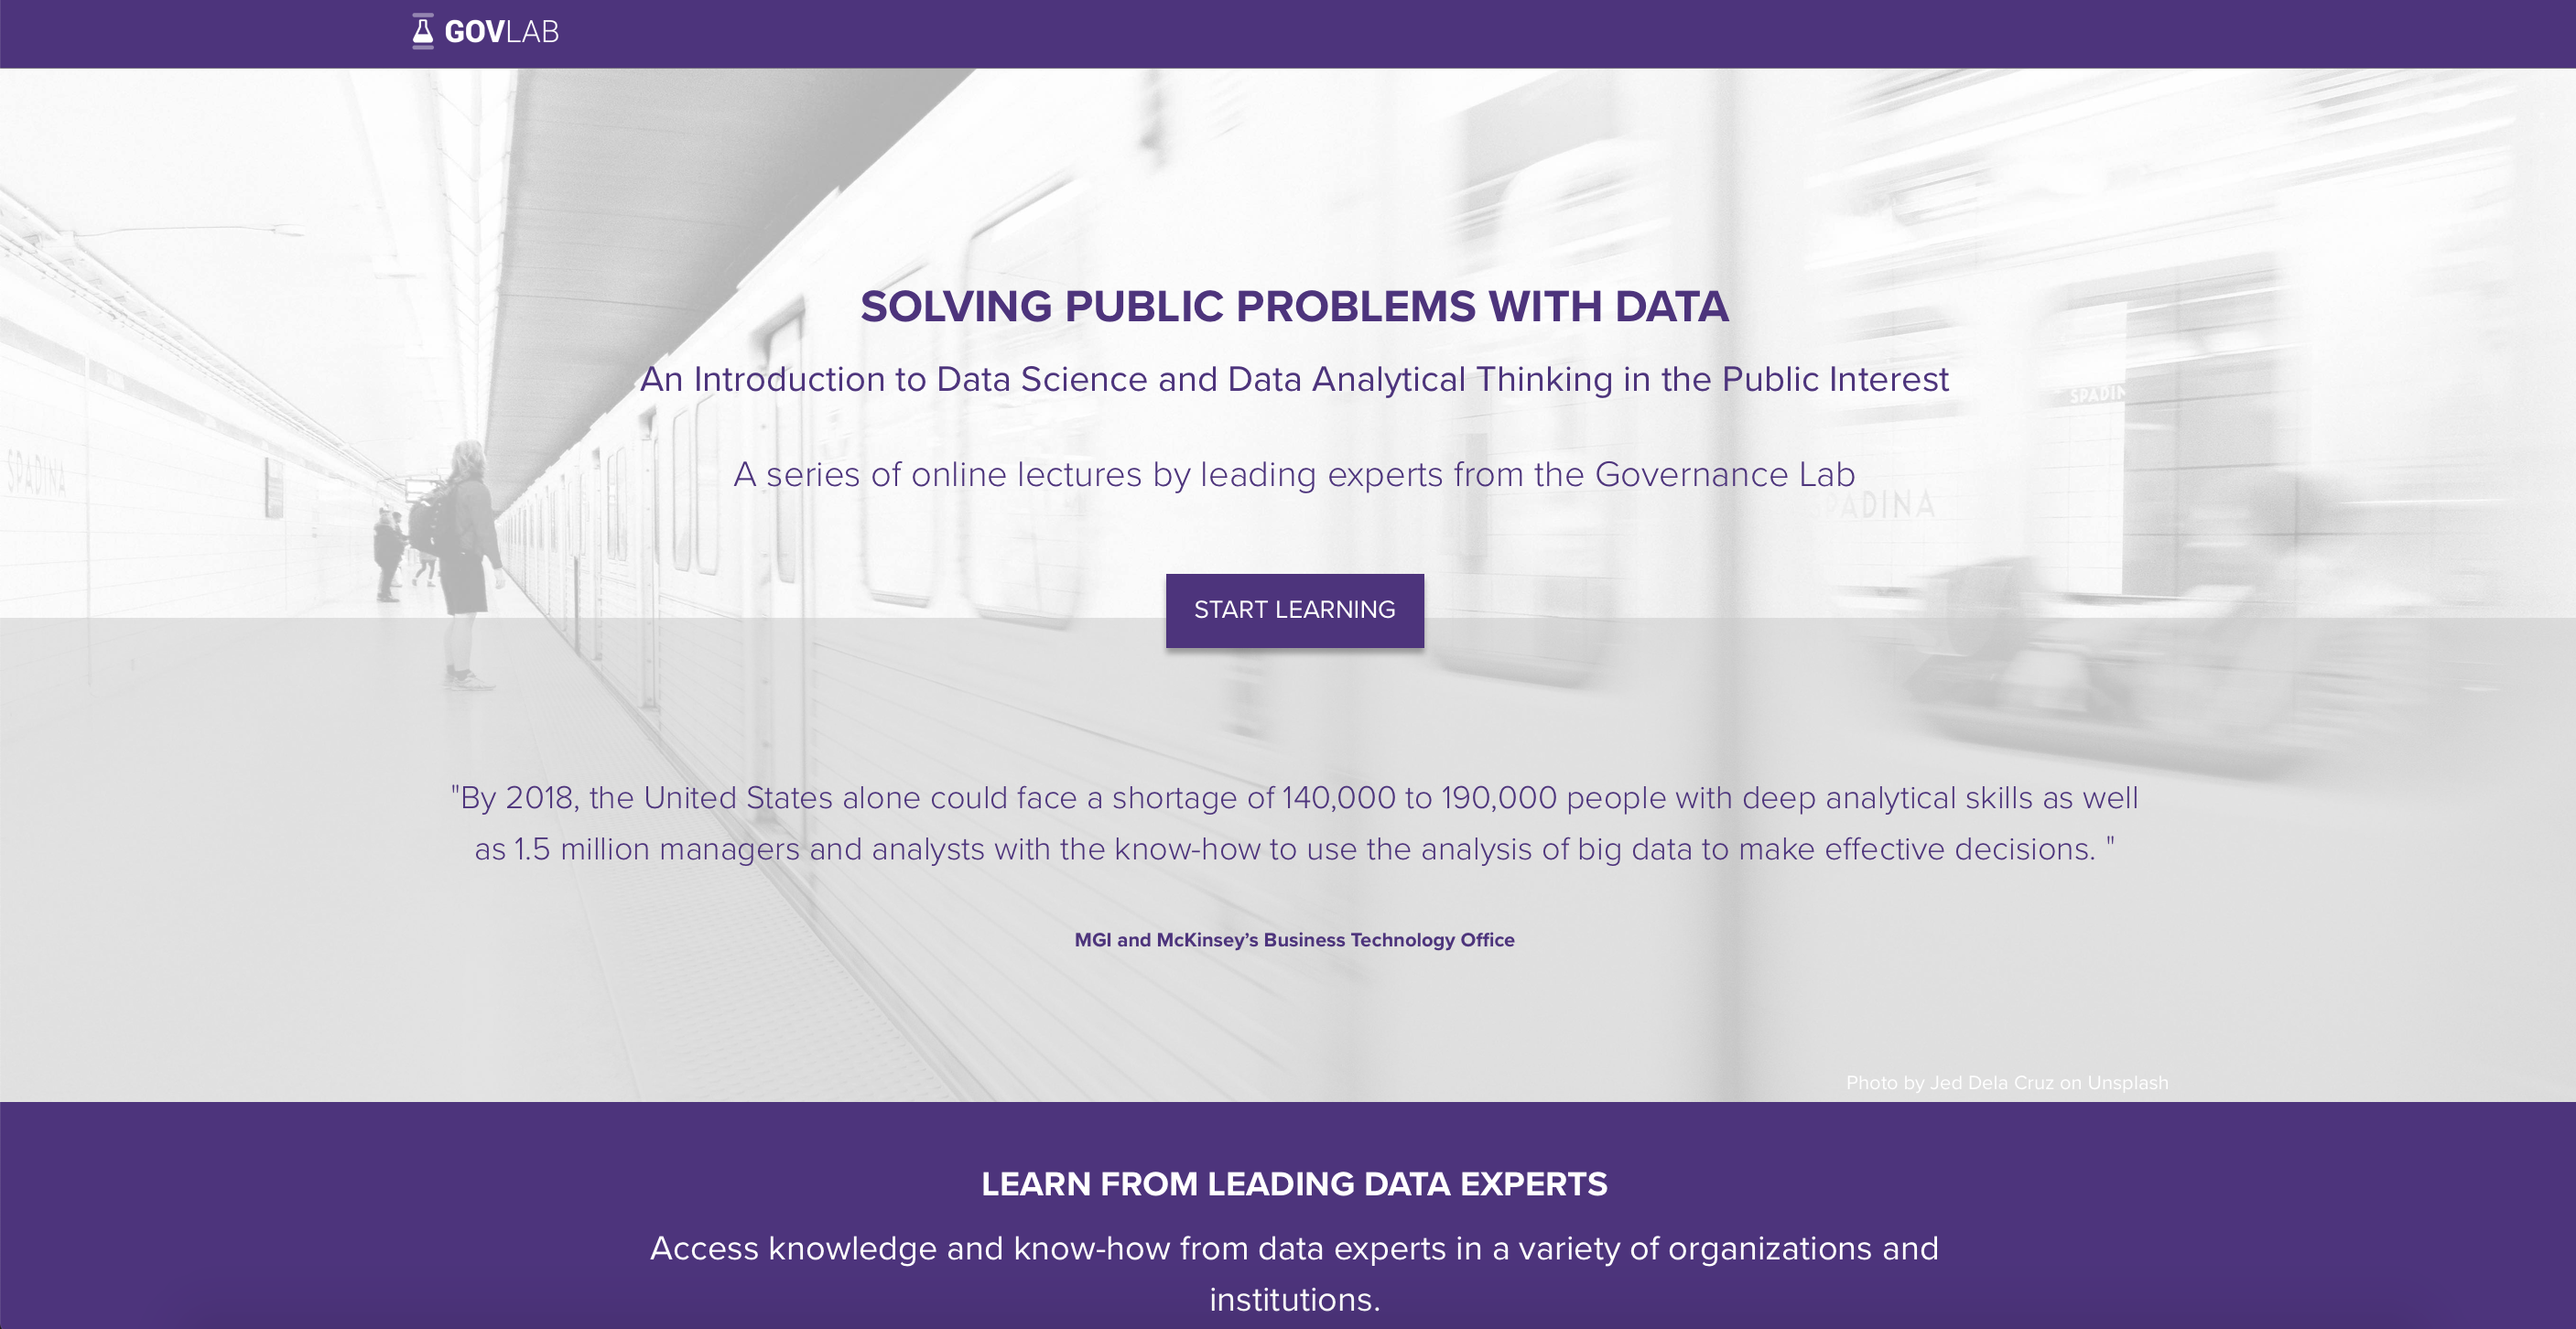 GOVLAB
SOLVING PUBLIC PROBLEMS WITH DATA
An Introduction to Data Science and Data Analytical Thinking in the Public Interest
SPADIN
SPADINA
A series of online lectures by leading experts from the Governance Lab
PADINA
START LEARNING
"By 2018, the United States alone could face a shortage of 140,000 to 190,000 people with deep analytical skills as well
as 1.5 million managers and analysts with the know-how to use the analysis of big data to make effective decisions. "
MGI and McKinsey’s Business Technology Office
Photo by Jed Dela Cruz on Unsplash
LEARN FROM LEADING DATA EXPERTS
Access knowledge and know-how from data experts in a variety of organizations and
institutions.